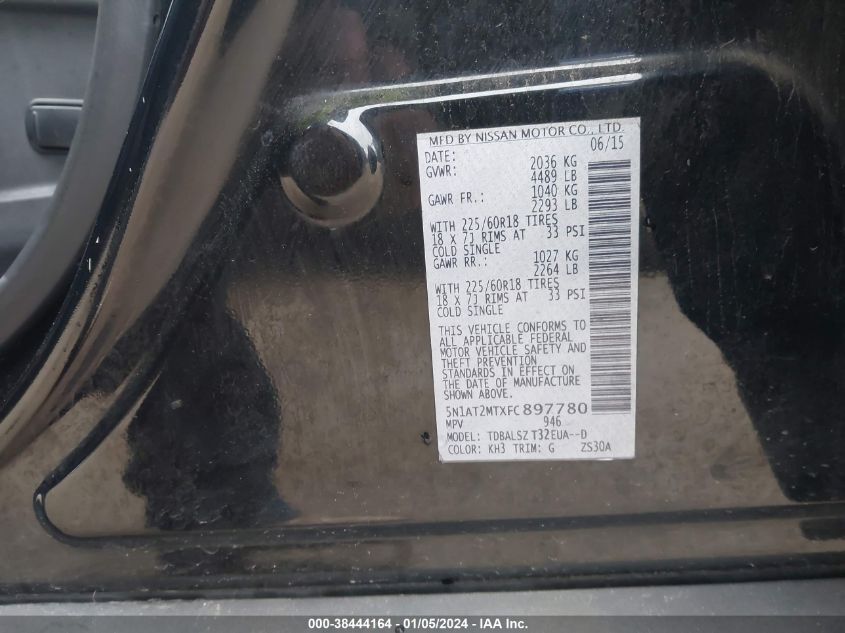 MFD BY NISSAN MOTOR CO., LTD.
DATE: 06/15
GVWR: 2036 KG
4489 LB
GAWR FR.: 1040 KG
2293 LB
WITH 225/60R18 TIRES
18 X 7J RIMS AT 33 PSI
COLD SINGLE
GAWR RR.: 1027 KG
2264 LB
WITH 225/60R18 TIRES
18 X 7J RIMS AT 33 PSI
COLD SINGLE
THIS VEHICLE CONFORMS TO
ALL APPLICABLE FEDERAL
MOTOR VEHICLE SAFETY AND
THEFT PREVENTION
STANDARDS IN EFFECT ON
THE DATE OF MANUFACTURE
SHOWN ABOVE.
5N1AT2MTXFC897780
MPV 946
MODEL: TDBALSZ T32EUA--D
COLOR: KH3 TRIM: G ZS30A
000-38444164 - 01/05/2024 - IAA Inc.